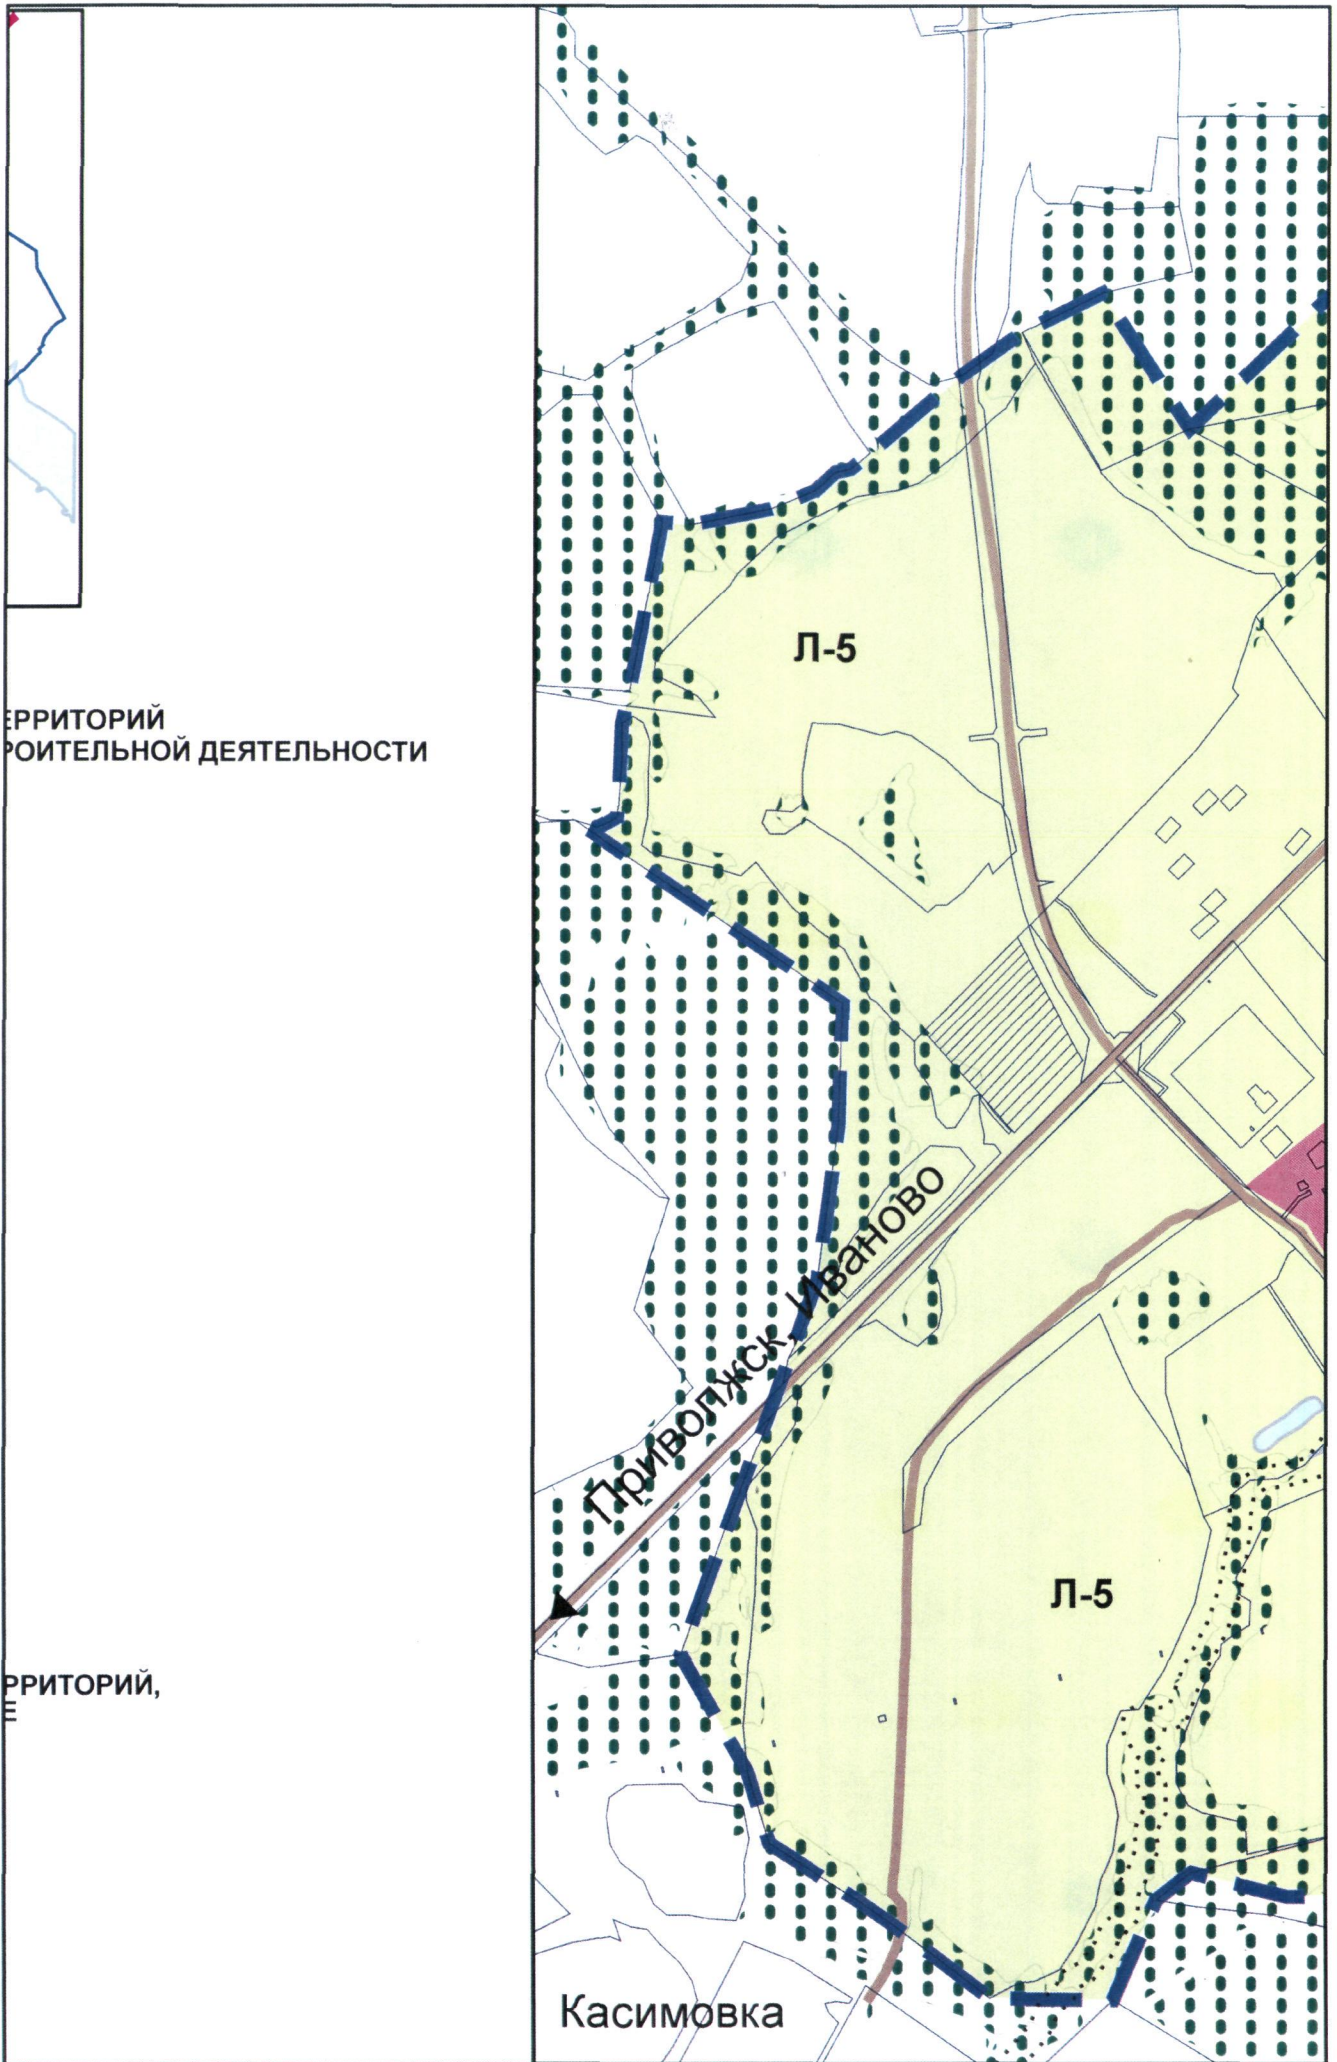 ЕРРИТОРИЙ
РОИТЕЛЬНОЙ ДЕЯТЕЛЬНОСТИ
РРИТОРИЙ,
Е
Л-5
Приволжск, Иваново
Л-5
Касимовка